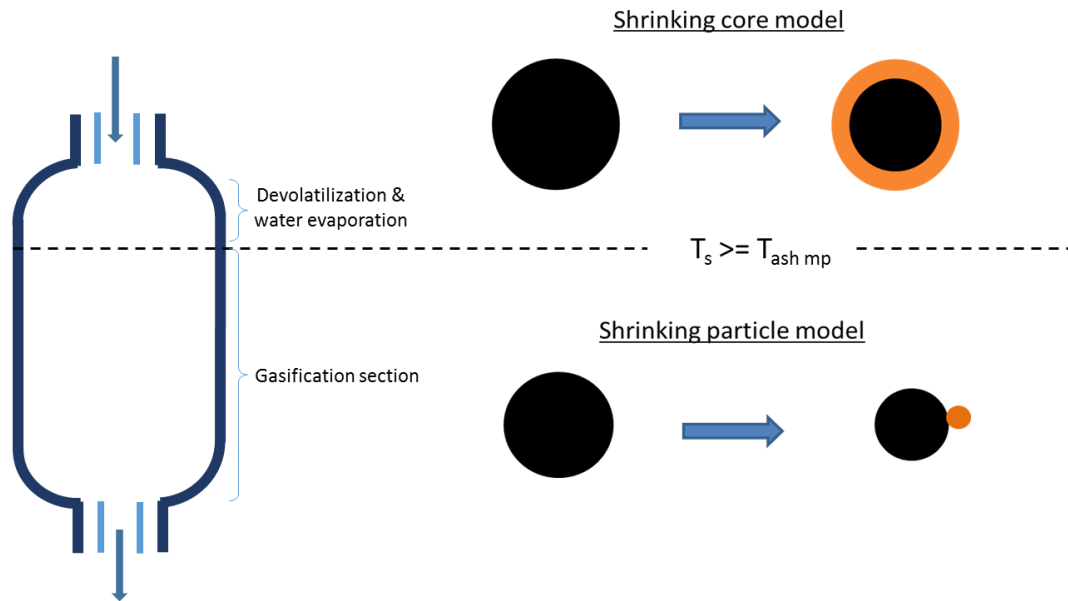 Shrinking core model
Devolatilization &
water evaporation
Ts >= Tash mp
Shrinking particle model
Gasification section